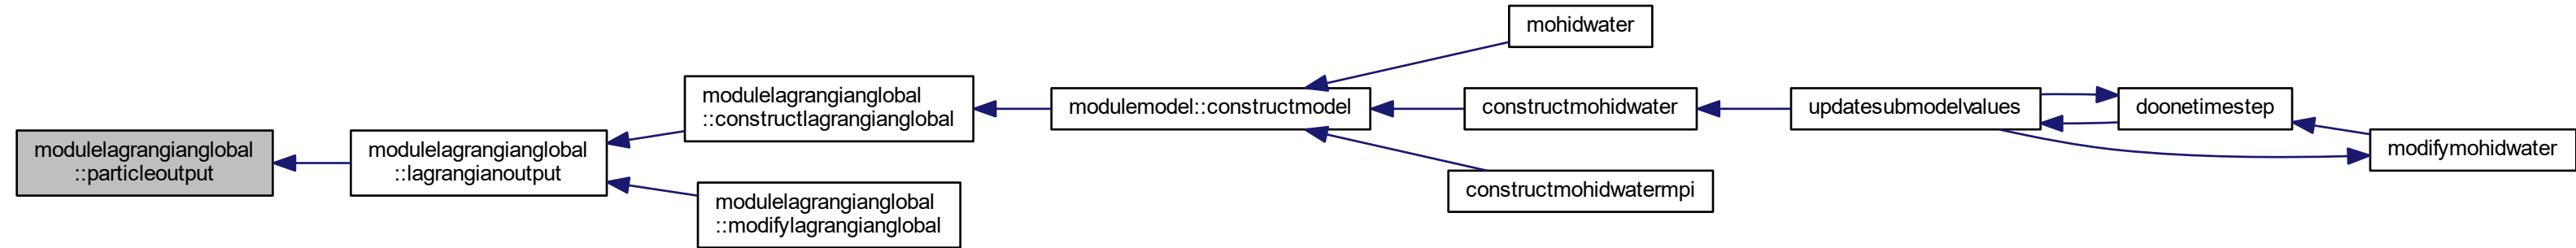 modulelagrangianglobal
::particleoutput
modulelagrangianglobal
::lagrangianoutput
modulelagrangianglobal
::constructlagrangianglobal
modulelagrangianglobal
::modifylagrangianglobal
modulemodel::constructmodel
mohidwater
constructmohidwater
constructmohidwatermpi
updatesubmodelvalues
doonetimestep
modifymohidwater